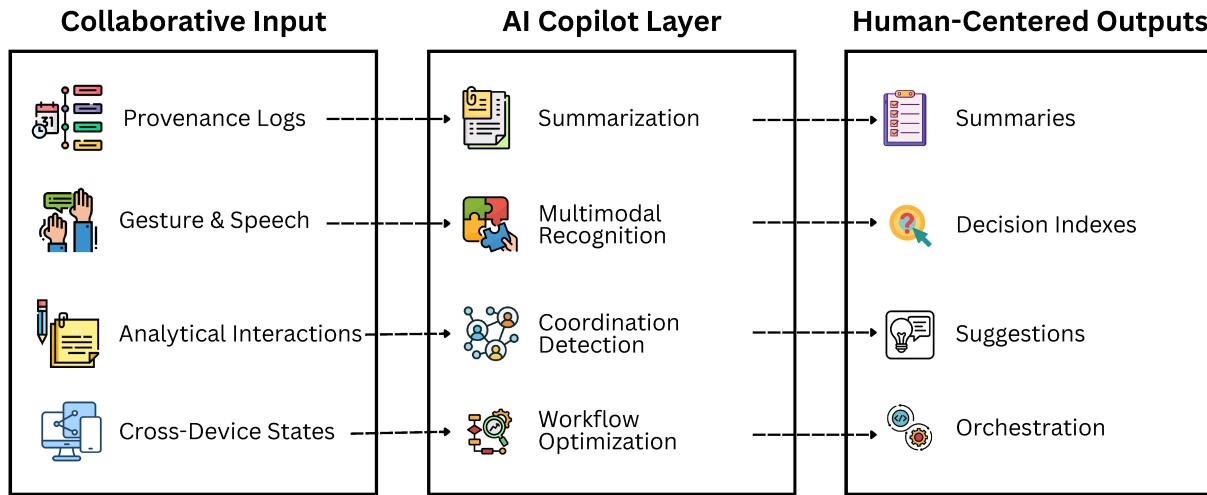 Collaborative Input
AI Copilot Layer
Human-Centered Outputs
31
Provenance Logs
Summarization
Summaries
Gesture & Speech
Multimodal
Recognition
?
Decision Indexes
Analytical Interactions
Coordination
Detection
Suggestions
Cross-Device States
Workflow
Optimization
</>
Orchestration